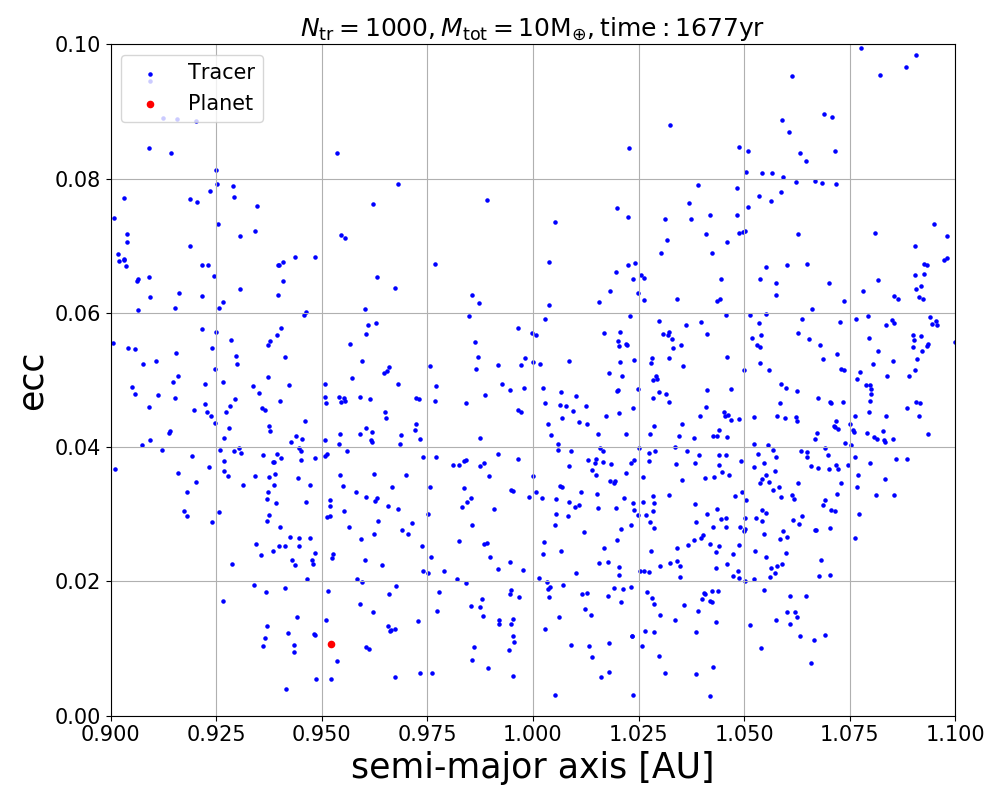 N_tr = 1000, M_tot = 10M_⊕, time : 1677yr
0.10
Tracer
Planet
0.08
0.06
ecc
0.04
0.02
0.00
0.900 0.925 0.950 0.975 1.000 1.025 1.050 1.075 1.100
semi-major axis [AU]